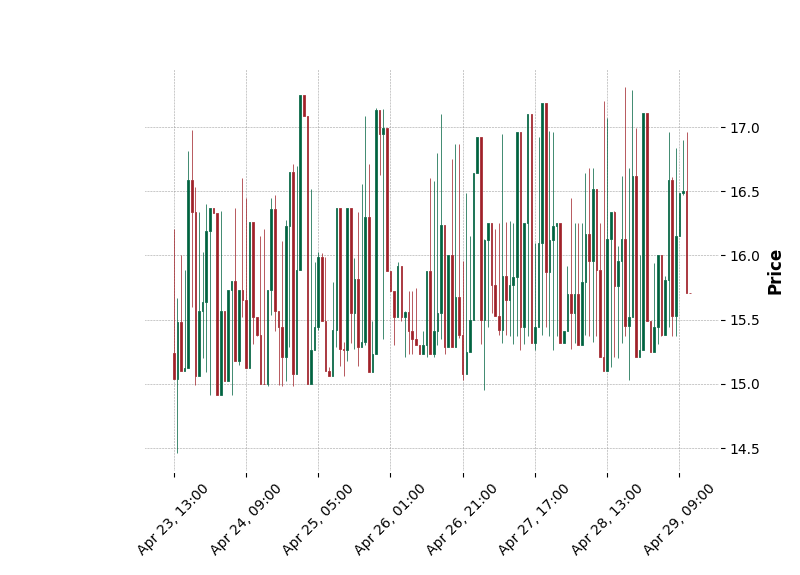 17.0
16.5
16.0
15.5
15.0
14.5
Price
Apr 23, 13:00
Apr 24, 09:00
Apr 25, 05:00
Apr 26, 01:00
Apr 26, 21:00
Apr 27, 17:00
Apr 28, 13:00
Apr 29, 09:00